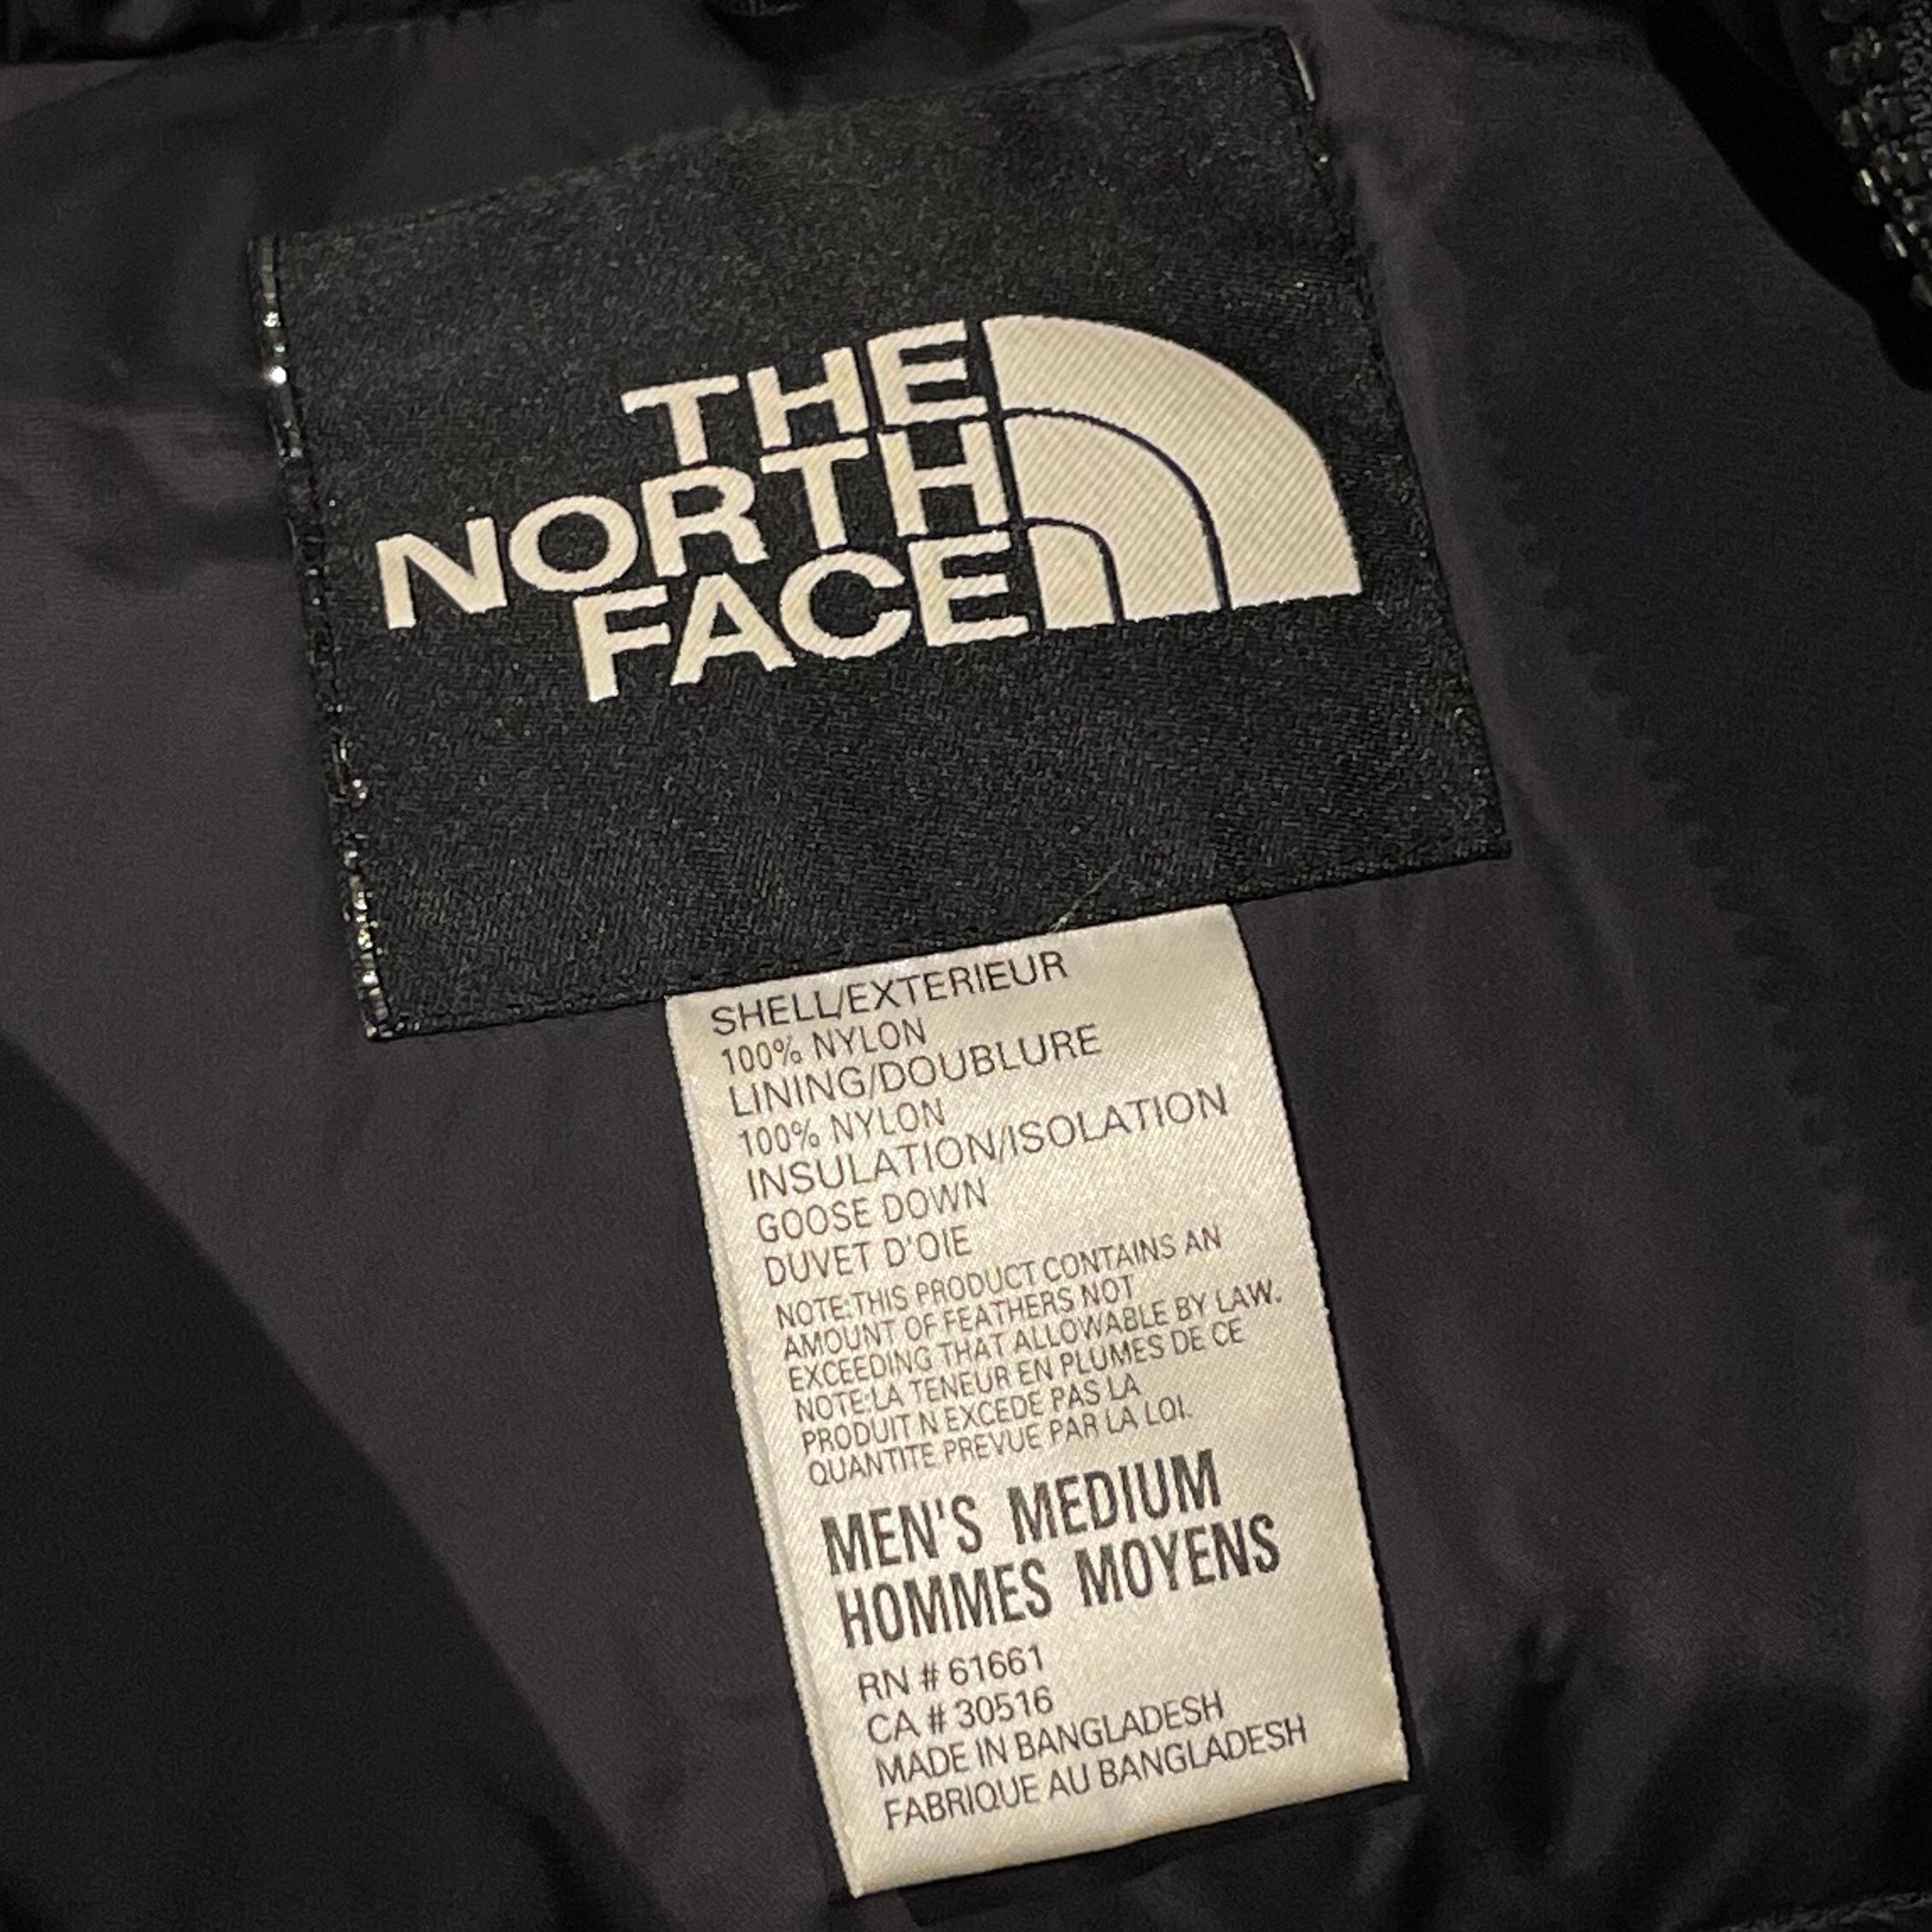 THE
NORTH
FACE
SHELL/EXTERIEUR
100% NYLON
LINING/DOUBLURE
100% NYLON
INSULATION/ISOLATION
GOOSE DOWN
DUVET D'OIE
NOTE:THIS PRODUCT CONTAINS AN
AMOUNT OF FEATHERS NOT
EXCEEDING THAT ALLOWABLE BY LAW.
NOTE:LA TENEUR EN PLUMES DE CE
PRODUIT N EXCEDE PAS LA
QUANTITE PREVUE PAR LA LOI.
MEN'S MEDIUM
HOMMES MOYENS
RN # 61661
CA # 30516
MADE IN BANGLADESH
FABRIQUE AU BANGLADESH